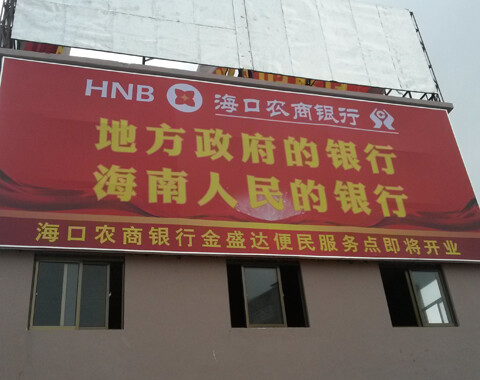 HNB 海口农商银行
地方政府的银行
海南人民的银行
海口农商银行金盛达便民服务点即将开业